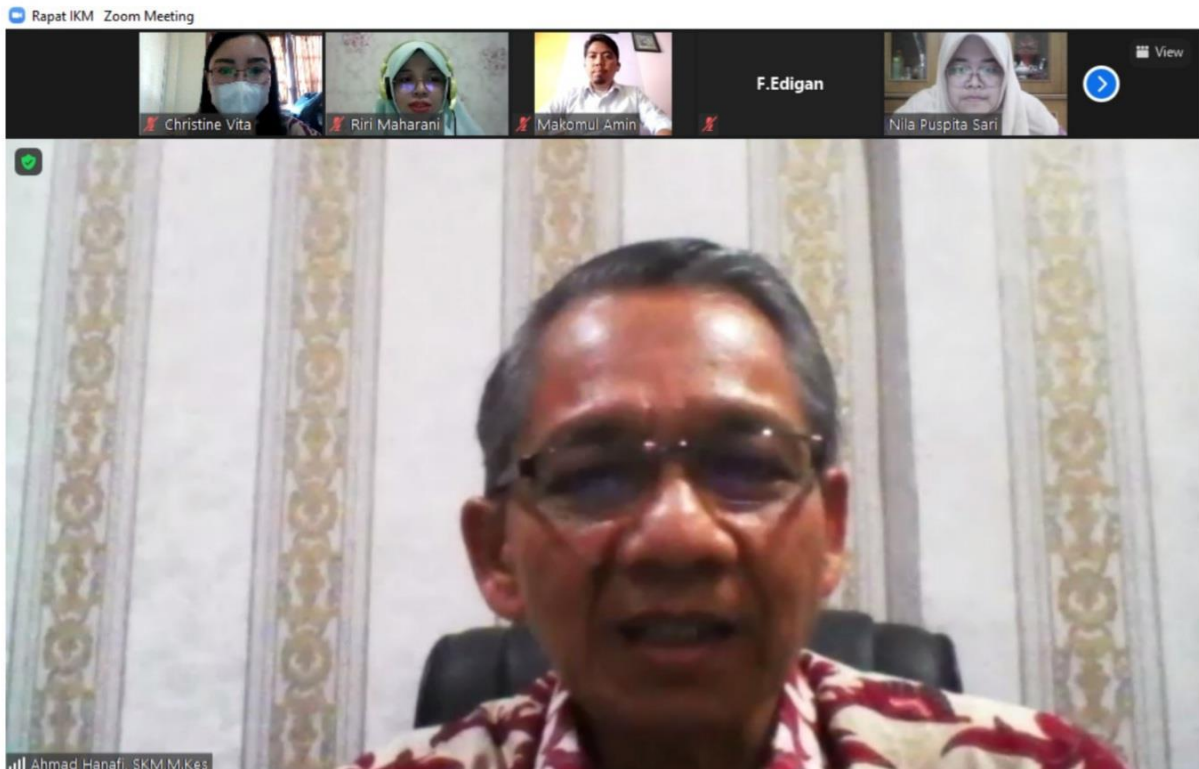 Rapat IKM Zoom Meeting
View
F.Edigan
Christine Vita
Riri Maharani
Makomul Amin
Nila Puspita Sari
Ahmad Hanafi, SKM.M.Kes